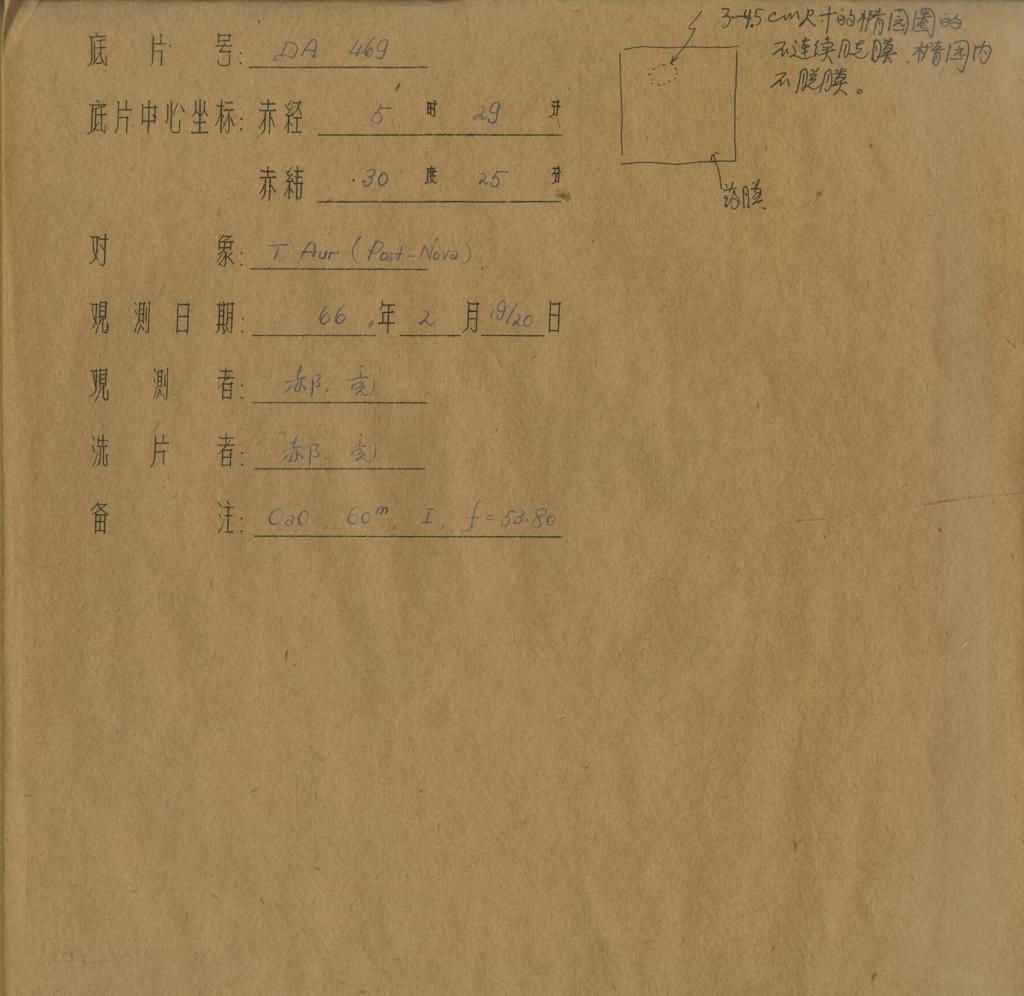 底片号: DA 469
底片中心坐标: 赤经 5 时 29 分
赤纬 30 度 25 分
对象: T Aur (Post-Nova)
观测日期: 66 年 2 月 19/20 日
观测者: 郝 亮
洗片者: 郝 亮
备注: OaO, 60m, I, f=53.80
3-4.5cm尺寸的椭园圈的
不连续脱膜,椭园内
不脱膜。
药膜